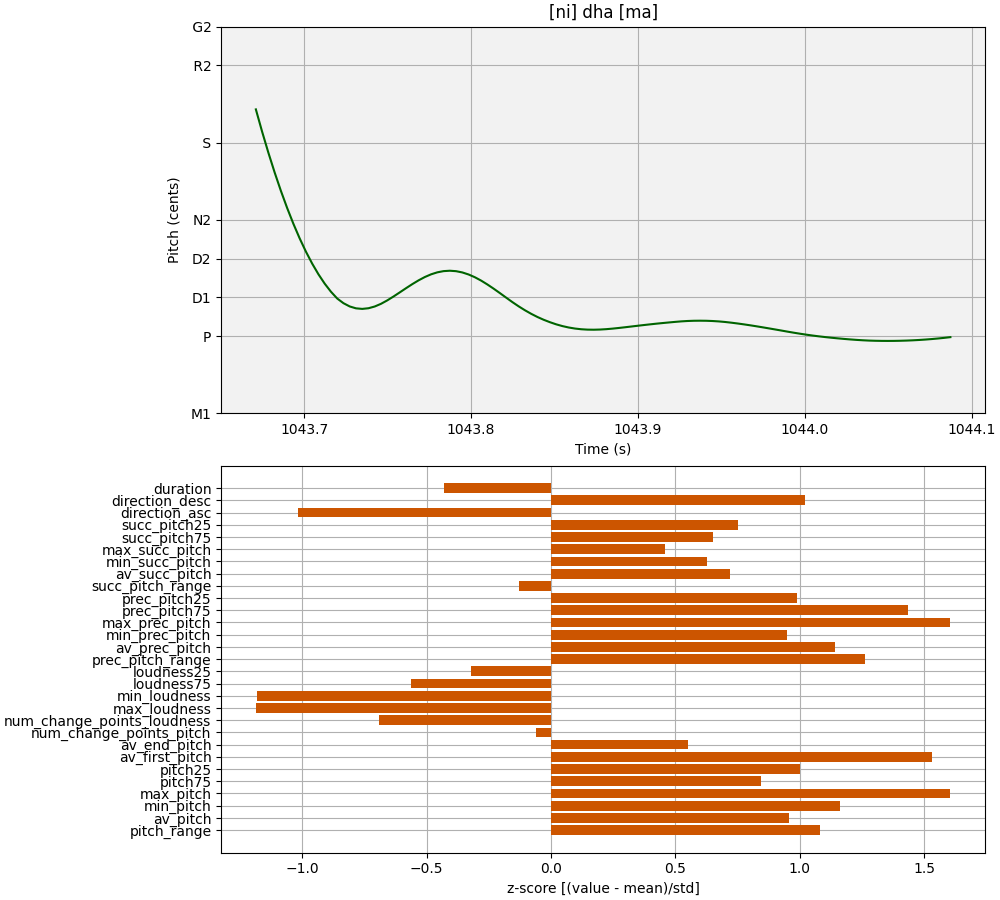 [ni] dha [ma]
G2
R2
S
N2
D2
D1
P
M1
Pitch (cents)
1043.7 1043.8 1043.9 1044.0 1044.1
Time (s)
duration
direction_desc
direction_asc
succ_pitch25
succ_pitch75
max_succ_pitch
min_succ_pitch
av_succ_pitch
succ_pitch_range
prec_pitch25
prec_pitch75
max_prec_pitch
min_prec_pitch
av_prec_pitch
prec_pitch_range
loudness25
loudness75
min_loudness
max_loudness
num_change_points_loudness
num_change_points_pitch
av_end_pitch
av_first_pitch
pitch25
pitch75
max_pitch
min_pitch
av_pitch
pitch_range
−1.0 −0.5 0.0 0.5 1.0 1.5
z-score [(value - mean)/std]